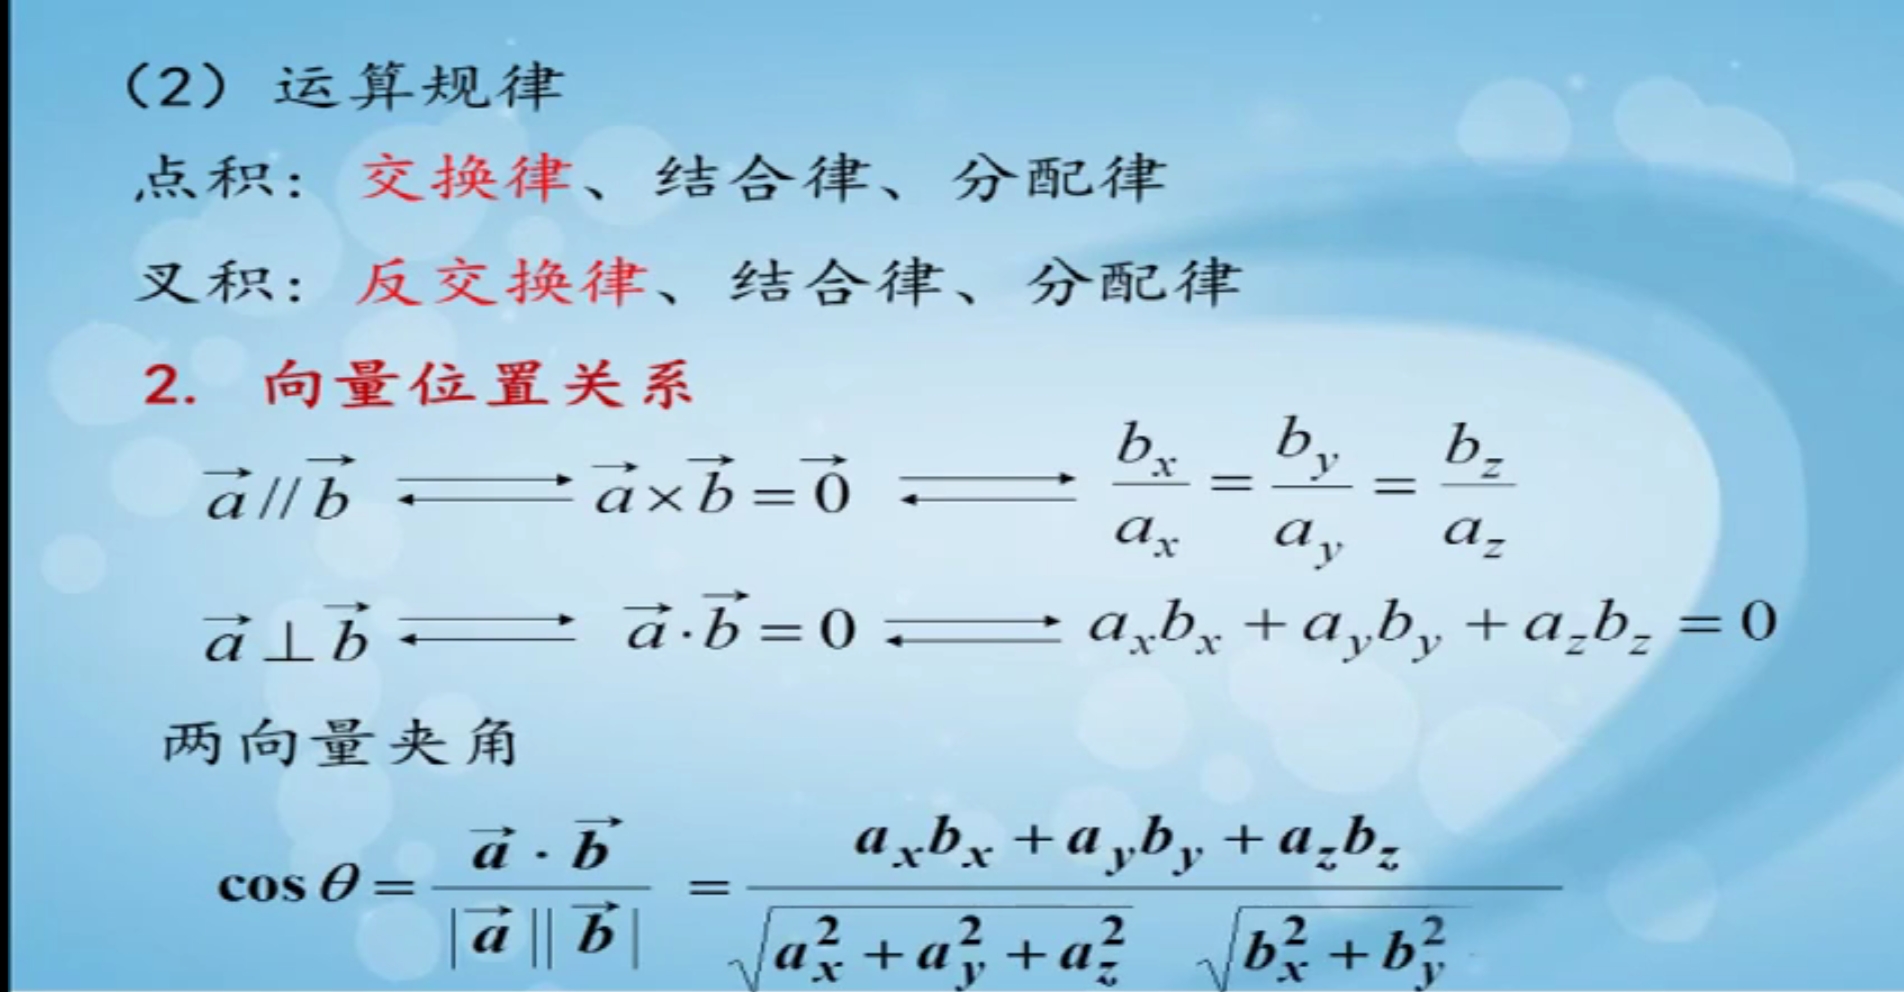 （2）运算规律
点积：交换律、结合律、分配律
叉积：反交换律、结合律、分配律
2. 向量位置关系
$\vec{a} // \vec{b} \rightleftarrows \vec{a} \times \vec{b} = \vec{0} \rightleftarrows \frac{b_x}{a_x} = \frac{b_y}{a_y} = \frac{b_z}{a_z}$
$\vec{a} \perp \vec{b} \rightleftarrows \vec{a} \cdot \vec{b} = 0 \rightleftarrows a_x b_x + a_y b_y + a_z b_z = 0$
两向量夹角
$\cos\theta = \frac{\vec{a} \cdot \vec{b}}{|\vec{a}||\vec{b}|} = \frac{a_x b_x + a_y b_y + a_z b_z}{\sqrt{a_x^2 + a_y^2 + a_z^2} \sqrt{b_x^2 + b_y^2}}$